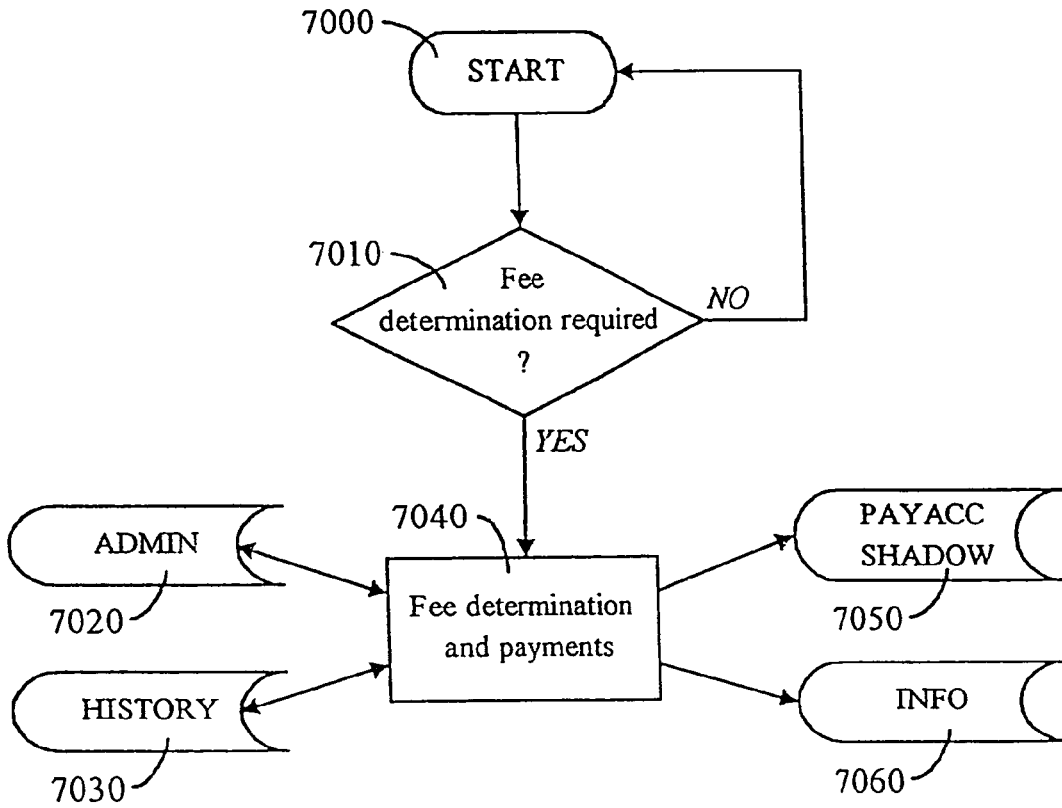 7000
START
7010
Fee
determination required
?
NO
YES
7040
ADMIN
7020
Fee determination
and payments
PAYACC
SHADOW
7050
HISTORY
7030
INFO
7060